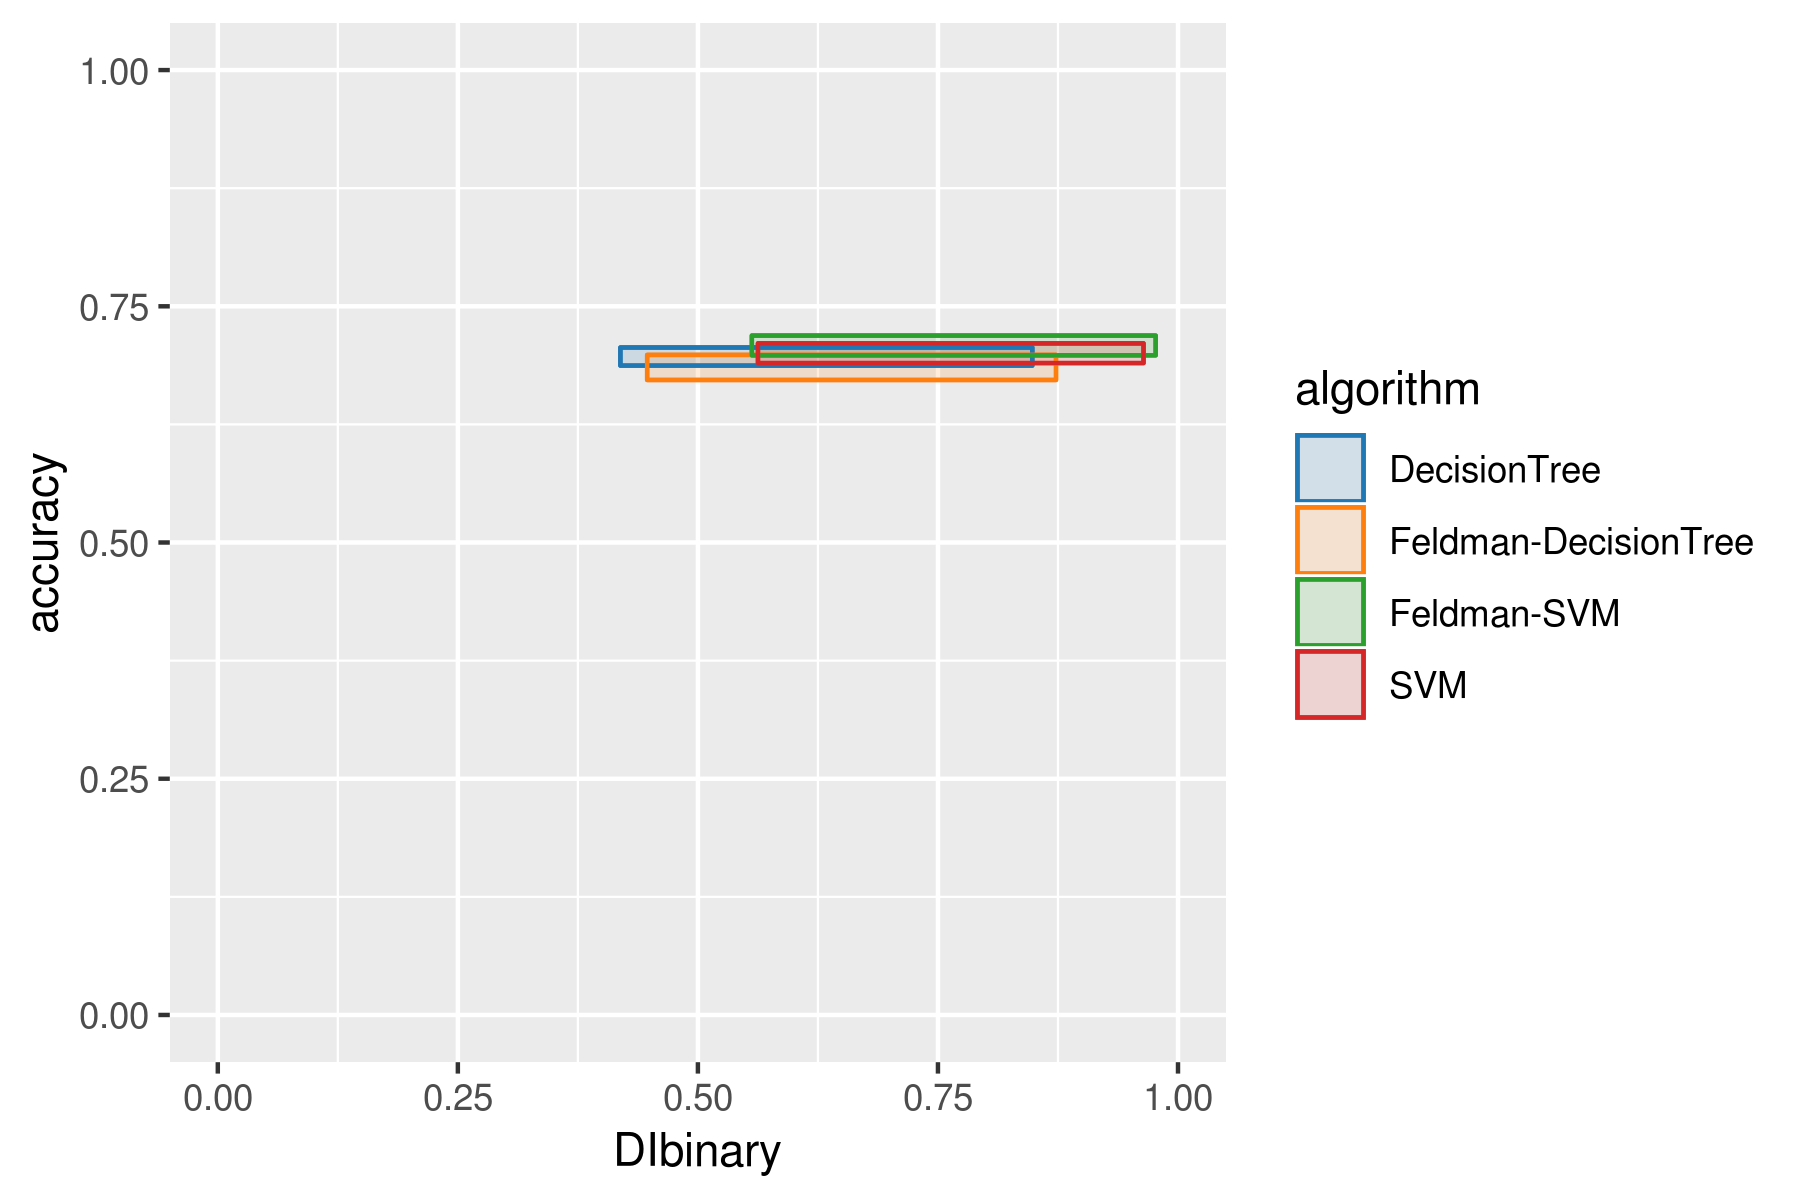 1.00
0.75
0.50
0.25
0.00
accuracy
0.00 0.25 0.50 0.75 1.00
DIbinary
algorithm
DecisionTree
Feldman-DecisionTree
Feldman-SVM
SVM